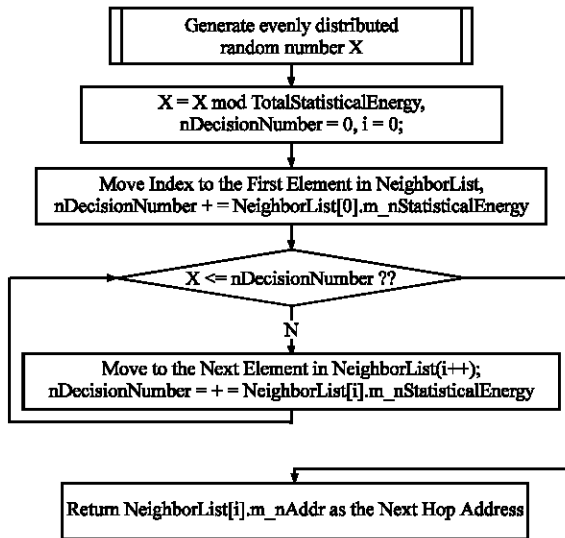 Generate evenly distributed
random number X
X = X mod TotalStatisticalEnergy,
nDecisionNumber = 0, i = 0;
Move Index to the First Element in NeighborList,
nDecisionNumber + = NeighborList[0].m_nStatisticalEnergy
X <= nDecisionNumber ??
N
Move to the Next Element in NeighborList(i++);
nDecisionNumber = + = NeighborList[i].m_nStatisticalEnergy
Return NeighborList[i].m_nAddr as the Next Hop Address